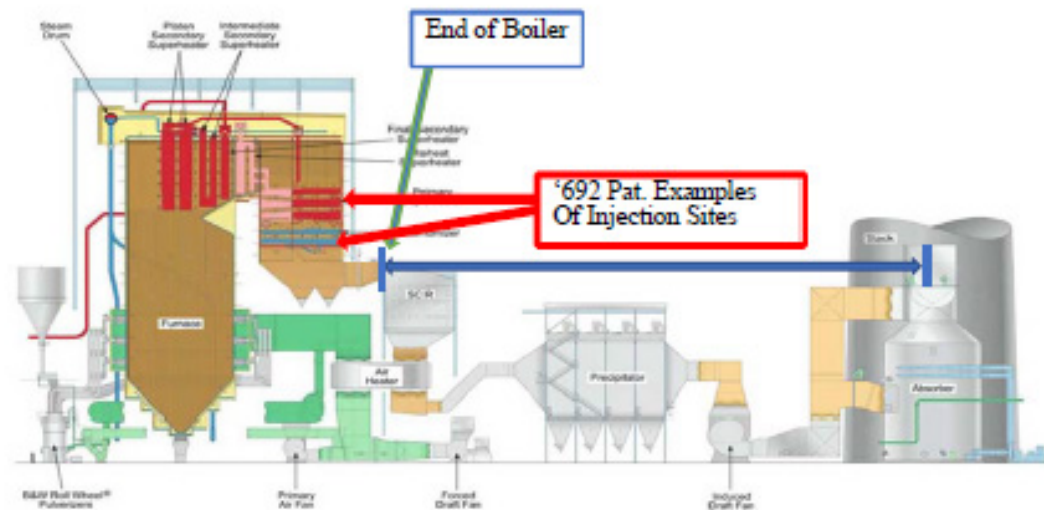 End of Boiler
Steam
Drum
Platen
Secondary
Superheater
Intermediate
Secondary
Superheater
Final Secondary
Superheater
Reheat
Superheater
Primary
'692 Pat. Examples
Of Injection Sites
Stack
SCR
Furnace
Air
Heater
Precipitator
Absorber
B&W Roll Wheel®
Pulverizers
Primary
Air Fan
Forced
Draft Fan
Induced
Draft Fan